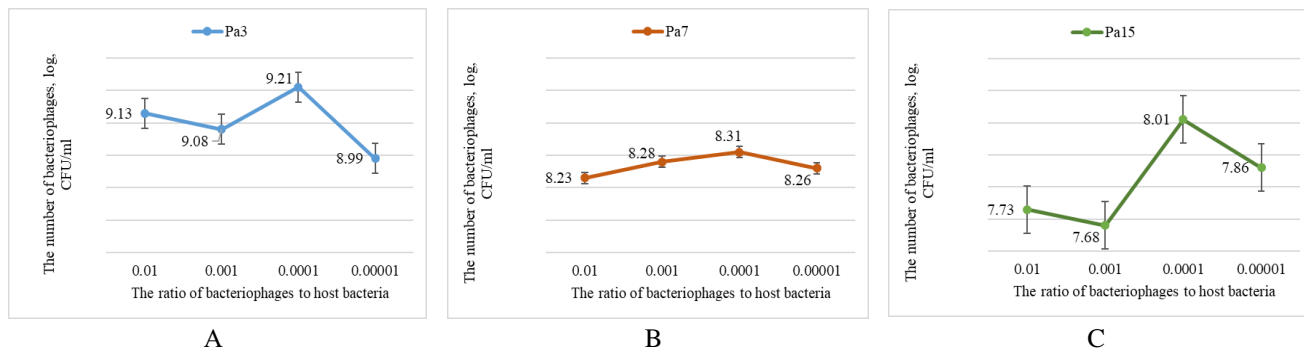 Pa3
The number of bacteriophages, log,
CFU/ml
9.13
9.08
9.21
8.99
0.01 0.001 0.0001 0.00001
The ratio of bacteriophages to host bacteria
A
Pa7
The number of bacteriophages, log,
CFU/ml
8.23
8.28
8.31
8.26
0.01 0.001 0.0001 0.00001
The ratio of bacteriophages to host bacteria
B
Pa15
The number of bacteriophages, log,
CFU/ml
7.73
7.68
8.01
7.86
0.01 0.001 0.0001 0.00001
The ratio of bacteriophages to host bacteria
C